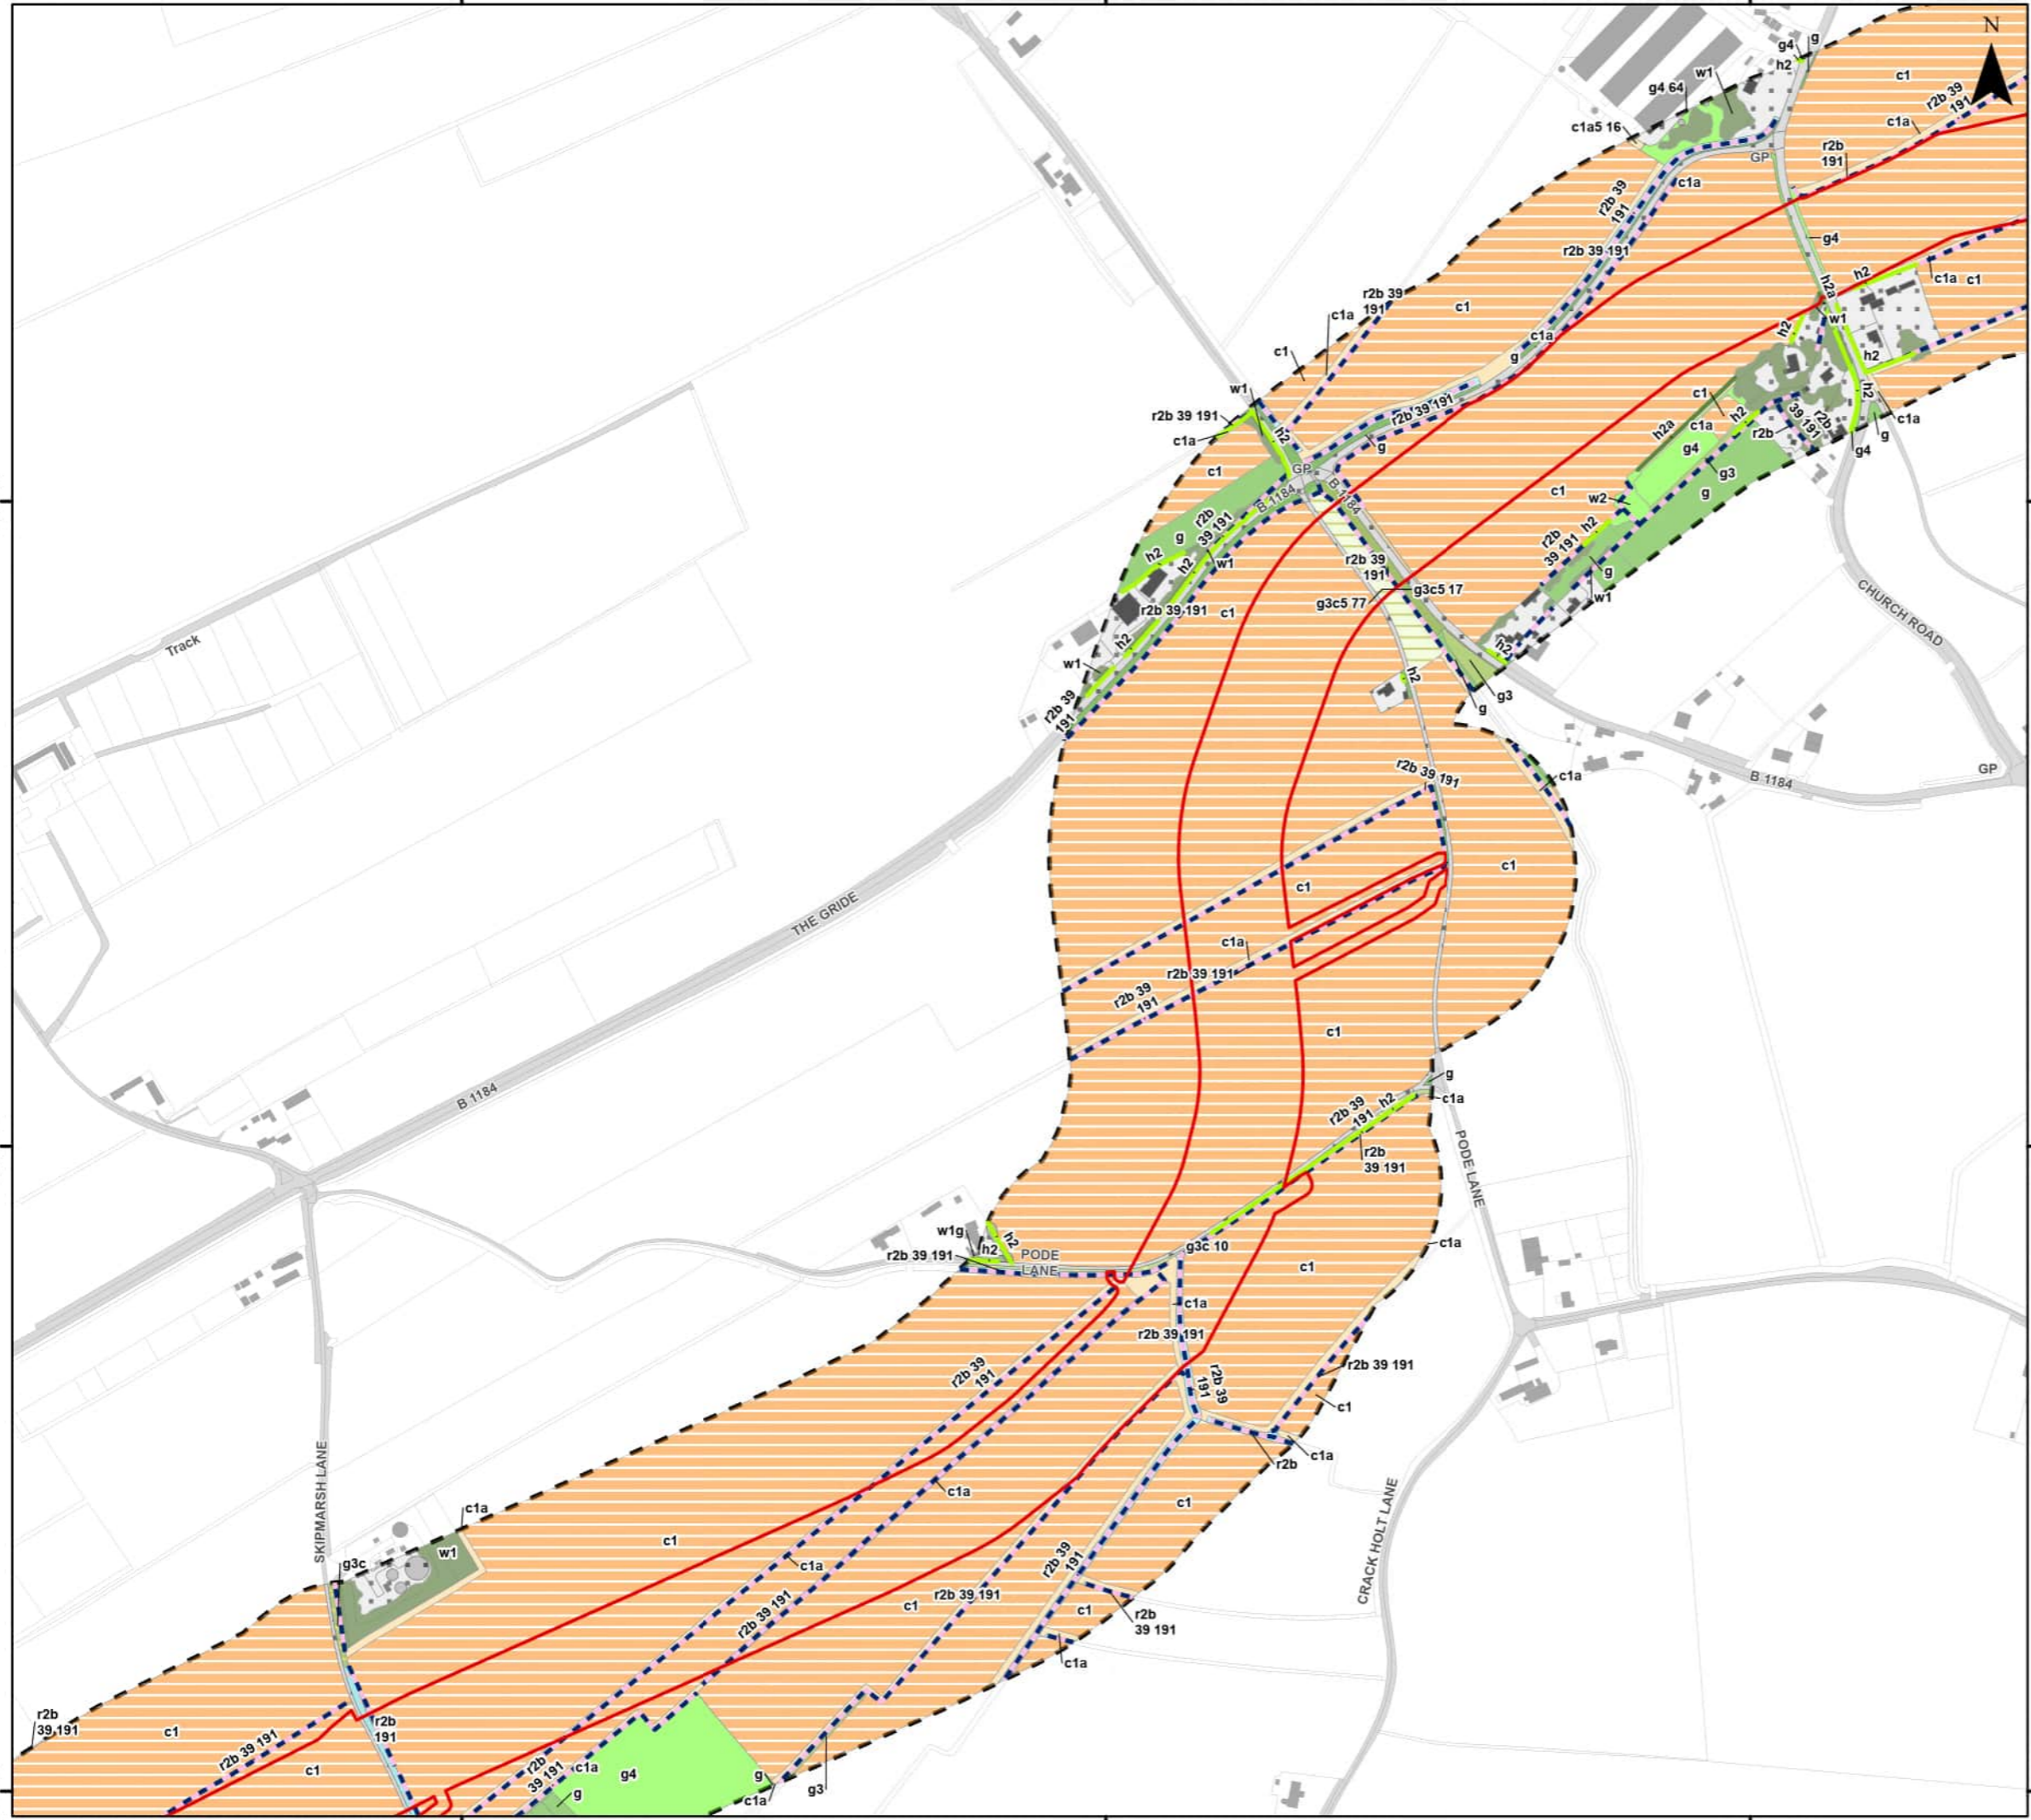 N
g4
g
h2
w1
g4 64
c1
r2b 39
191
c1a
c1a5 16
r2b
191
GP
c1a
r2b 39
191
g4
r2b 39 191
h2a
h2
c1a
c1
r2b 39
191
c1a
c1
w1
c1a
h2
c1
g
h2
w1
c1
r2b 39 191
r2b 39 191
h2
c1a
h2
c1a
39 191
r2b
h2
r2b
g
h2a
c1a
g4
g
g4
c1
GP
g3
B 1184
B 1184
c1
w2
g
r2b
39 191
g
h2
h2
w1
r2b
39 191
h2
g
w1
CHURCH ROAD
r2b 39
191
g3c5 77
g3c5 17
r2b 39 191
c1
h2
Track
w1
h2
h2
g3
r2b 39
191
g
B 1184
GP
r2b 39 191
c1a
c1
c1
THE GRIDE
c1a
r2b 39 191
r2b 39
191
c1
g
c1a
B 1184
r2b 39
191
h2
r2b
39 191
PODE LANE
w1g
h2
h2
r2b 39 191
PODE
LANE
g3c 10
c1a
c1
c1a
r2b 39 191
r2b 39
191
r2b 39
191
r2b 39 191
c1
c1a
r2b
c1a
c1
SKIPMARSH LANE
c1a
c1
g3c
w1
c1a
CRACK HOLT LANE
r2b 39
191
r2b 39 191
r2b 39 191
c1
c1
r2b
39 191
c1a
r2b
39 191
c1
r2b 39 191
r2b
191
c1
r2b
39 191
c1a
g4
g
g
c1a
g3